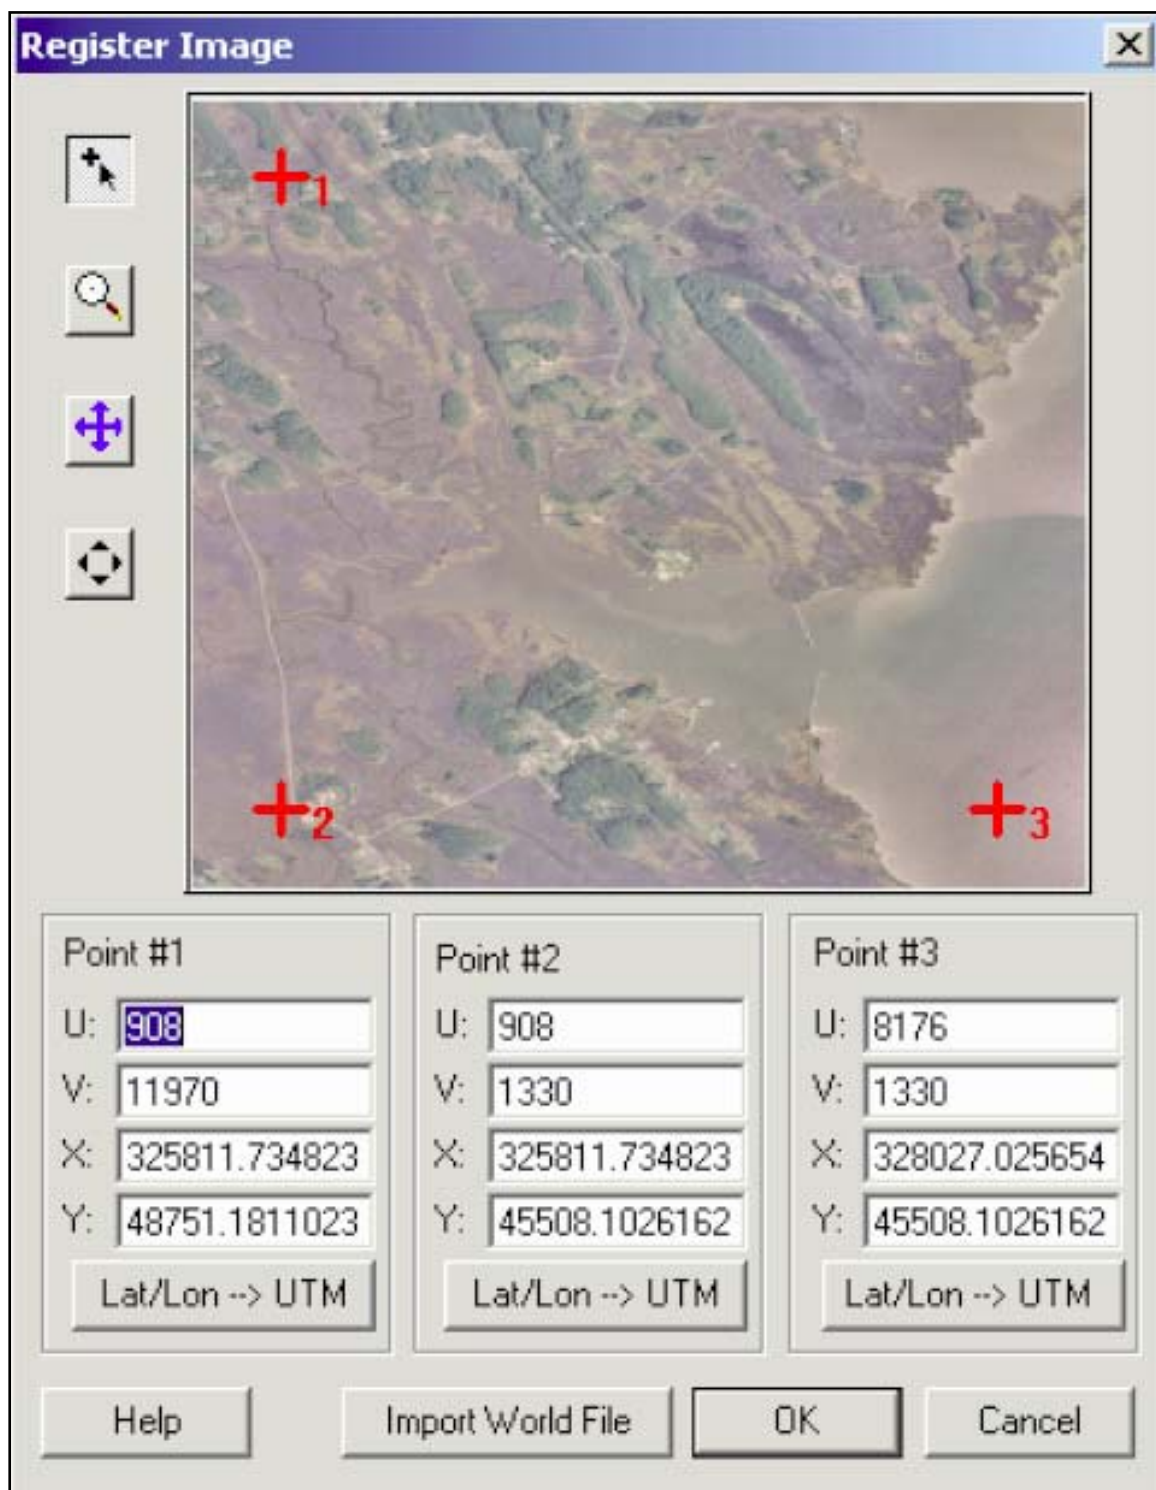 Register Image
1
2
3
Point #1
U: 908
V: 11970
X: 325811.734823
Y: 48751.1811023
Lat/Lon --> UTM
Point #2
U: 908
V: 1330
X: 325811.734823
Y: 45508.1026162
Lat/Lon --> UTM
Point #3
U: 8176
V: 1330
X: 328027.025654
Y: 45508.1026162
Lat/Lon --> UTM
Help
Import World File
OK
Cancel